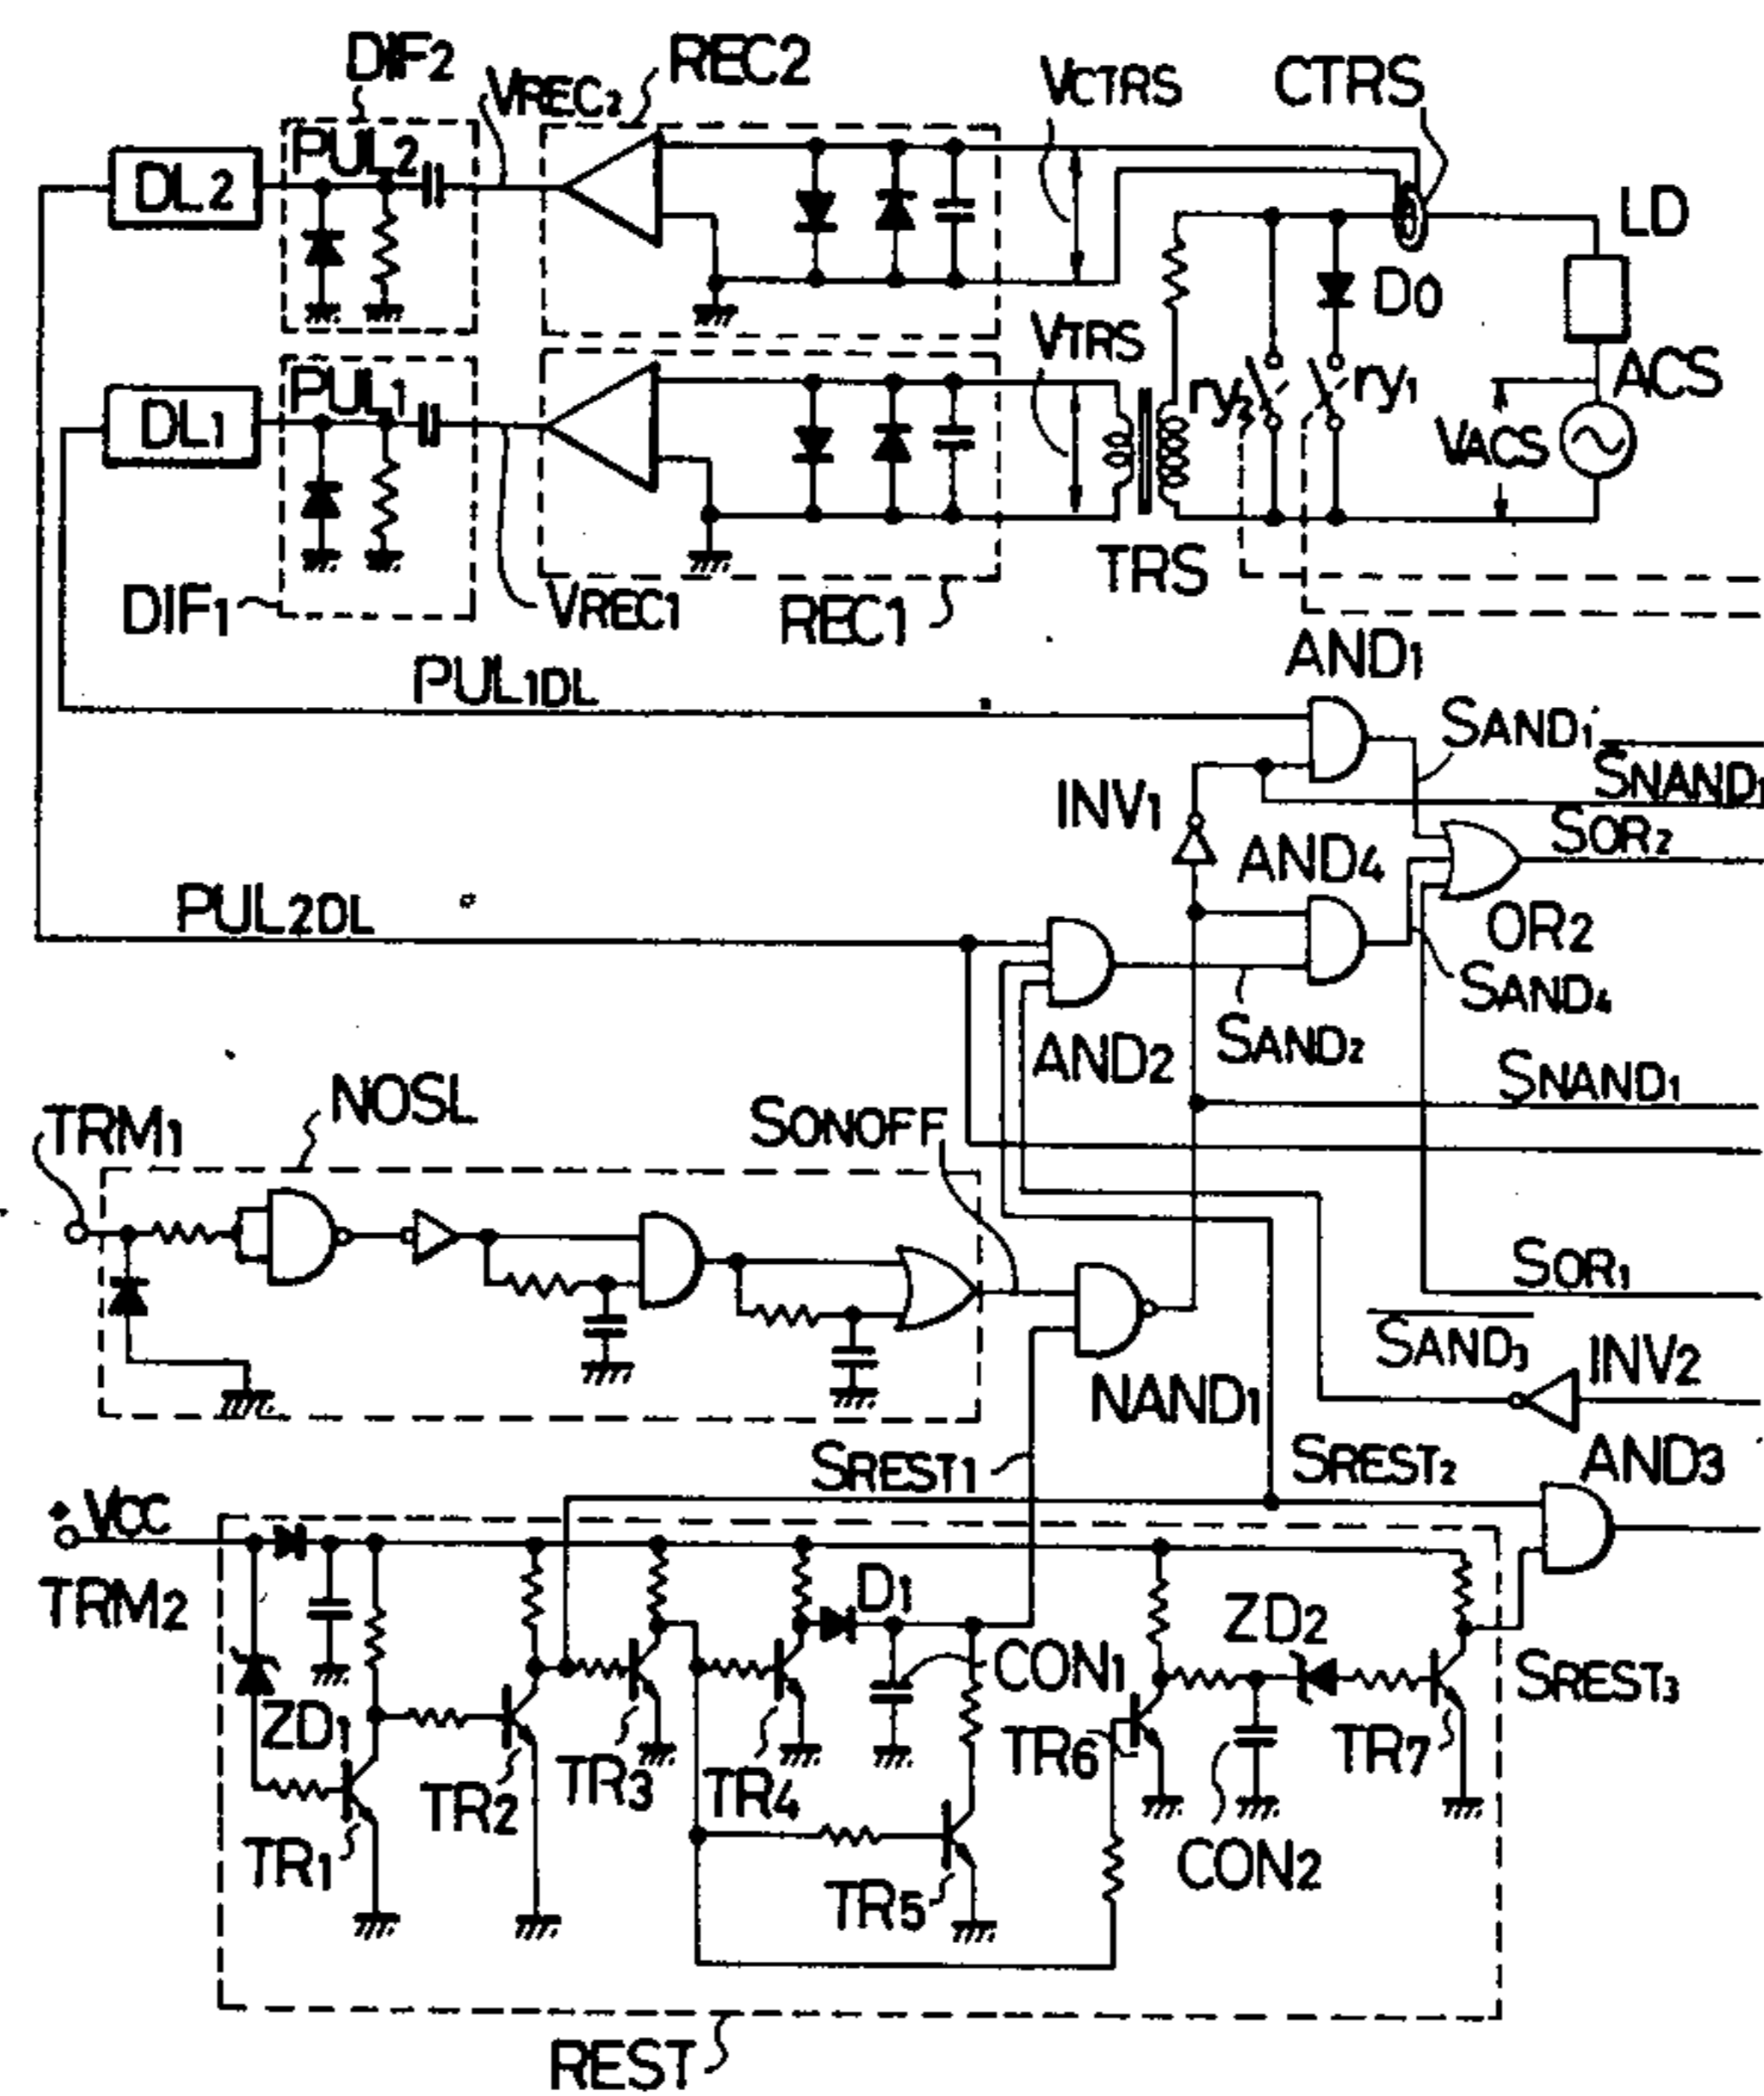 DIF2
VREC2
REC2
VCTRS
CTRS
PUL2
DL2
LD
D0
VTRS
ACS
PUL1
DL1
ry2
ry1
VACS
TRS
DIF1
VREC1
REC1
AND1
PUL1DL
SAND1
SNAND1
INV1
SOR2
AND4
PUL2DL
OR2
SAND4
AND2
SAND2
SNAND1
NOSL
TRM1
SONOFF
SOR1
SAND3
INV2
NAND1
SREST1
SREST2
AND3
VCC
TRM2
D1
ZD2
CON1
SREST3
ZD1
TR6
TR7
TR3
TR4
TR2
TR1
CON2
TR5
REST